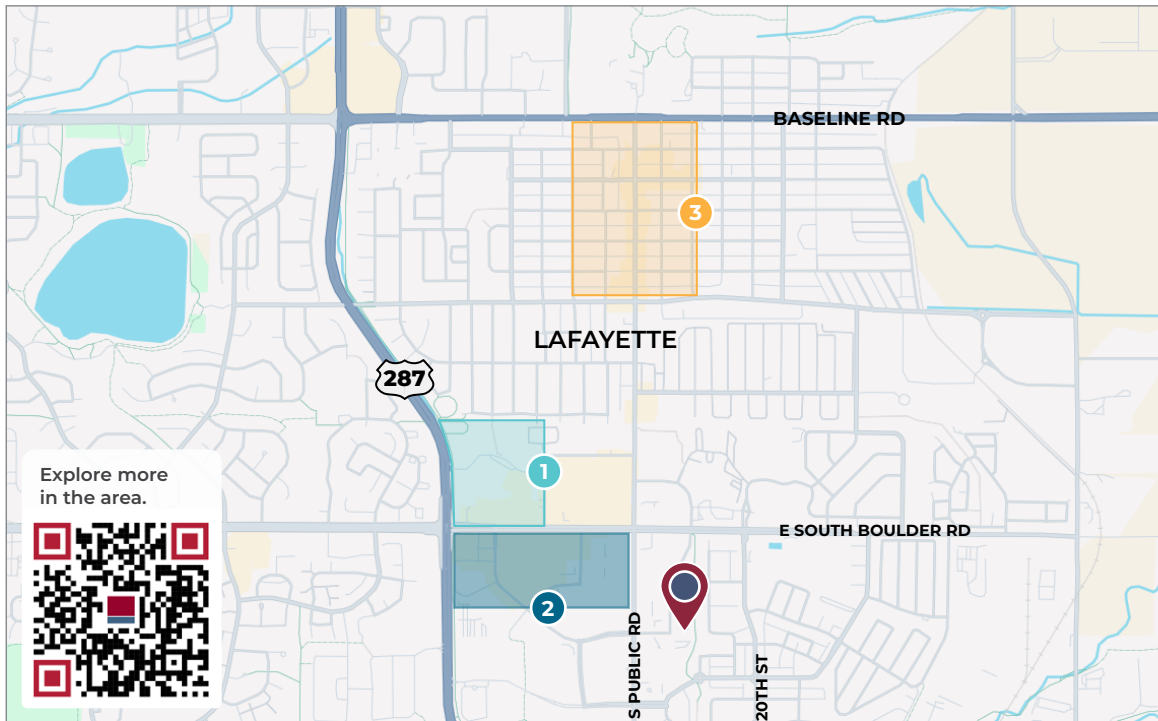 BASELINE RD
3
LAFAYETTE
287
1
Explore more
in the area.
E SOUTH BOULDER RD
2
S PUBLIC RD
20TH ST